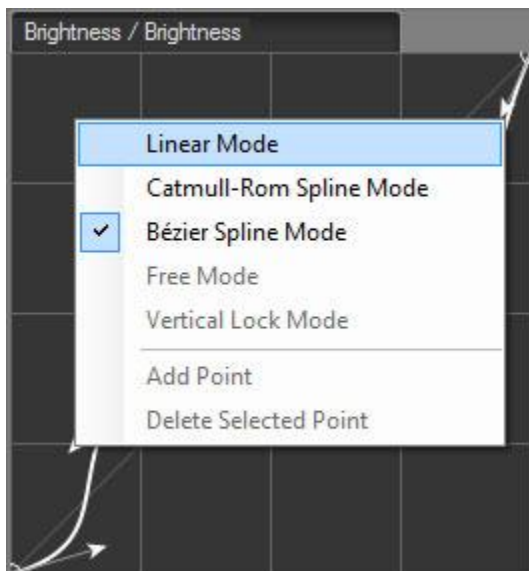 Brightness / Brightness
Linear Mode
Catmull-Rom Spline Mode
Bézier Spline Mode
Free Mode
Vertical Lock Mode
Add Point
Delete Selected Point